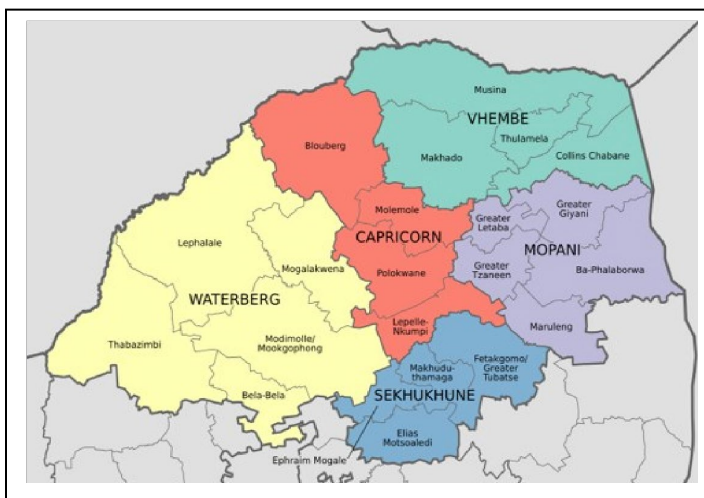 Musina
VHEMBE
Thulamela
Makhado
Collins Chabane
Blouberg
Molemole
CAPRICORN
Polokwane
Lepelle-
Nkumpi
Greater
Giyani
Greater
Letaba
MOPANI
Greater
Tzaneen
Ba-Phalaborwa
Maruleng
Lephalale
Mogalakwena
WATERBERG
Modimolle/
Mookgophong
Thabazimbi
Bela-Bela
Fetakgomo/
Greater
Tubatse
Makhudu-
thamaga
SEKHUKHUNE
Elias
Motsoaledi
Ephraim Mogale